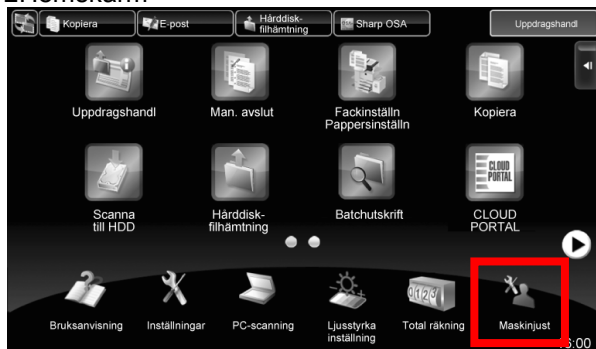 Kopiera
E-post
Hårddisk-
filhämtning
Sharp OSA
Uppdragshandl
Uppdragshandl
Man. avslut
Fackinställn
Pappersinställn
Kopiera
CLOUD
PORTAL
Scanna
till HDD
Hårddisk-
filhämtning
Batchutskrift
CLOUD
PORTAL
0123
Bruksanvisning
Inställningar
PC-scanning
Ljusstyrka
inställning
Total räkning
Maskinjust